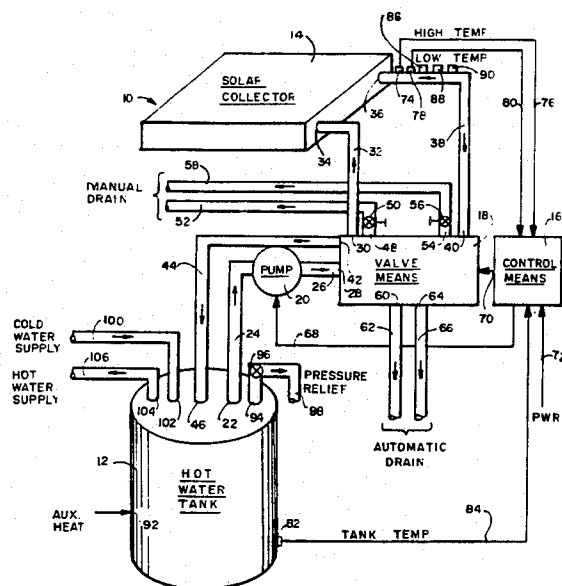 14
86
HIGH TEMP
LOW TEMP
SOLAR
COLLECTOR
10
36
74
78
88
90
80
76
34
32
38
58
MANUAL
DRAIN
52
50
56
18
16
30
48
54
40
VALVE
MEANS
CONTROL
MEANS
44
PUMP
20
26
42
28
60
64
70
24
62
66
68
72
COLD
WATER
SUPPLY
100
106
HOT
WATER
SUPPLY
96
PRESSURE
RELIEF
98
PWR
104
102
46
22
94
AUTOMATIC
DRAIN
12
HOT
WATER
TANK
AUX.
HEAT
92
82
TANK TEMP
84